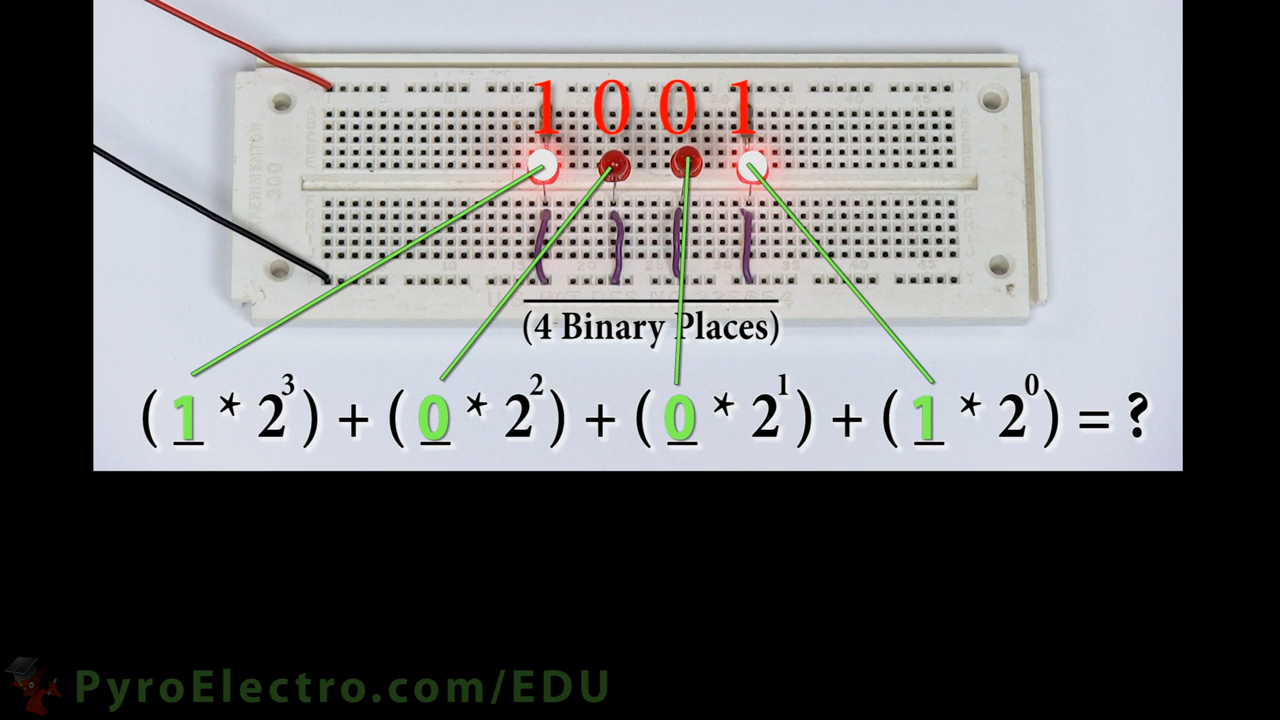 1 0 0 1
(4 Binary Places)
( 1 * 2³ ) + ( 0 * 2² ) + ( 0 * 2¹ ) + ( 1 * 2⁰ ) = ?
PyroElectro.com/EDU